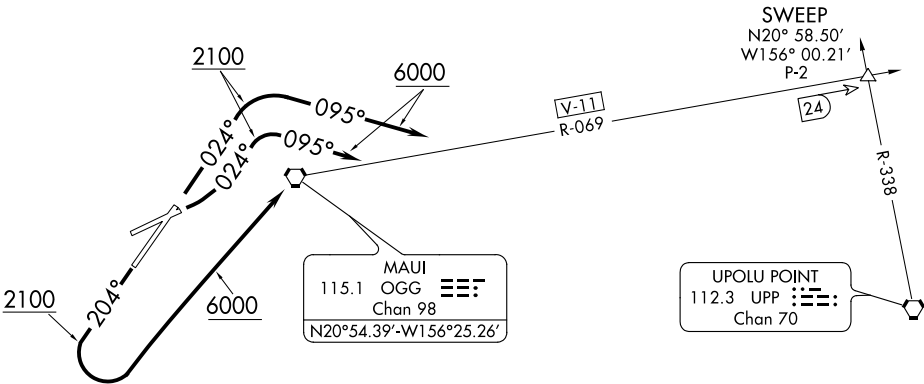 SWEEP
N20° 58.50'
W156° 00.21'
P-2
24
2100
6000
024°
095°
024°
095°
V-11
R-069
R-338
MAUI
115.1 OGG
Chan 98
N20°54.39'-W156°25.26'
UPOLU POINT
112.3 UPP
Chan 70
204°
2100
6000